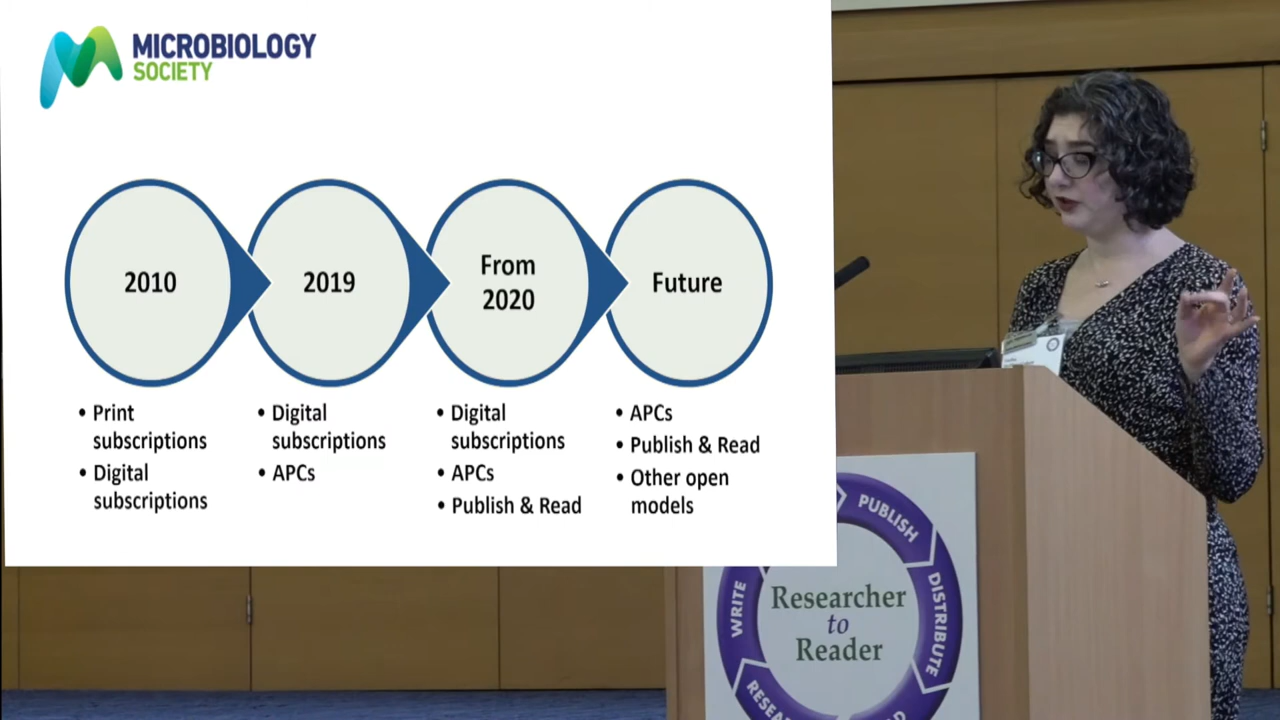 MICROBIOLOGY
SOCIETY
2010
2019
From
2020
Future
• Print
subscriptions
• Digital
subscriptions
• Digital
subscriptions
• APCs
• Digital
subscriptions
• APCs
• Publish & Read
• APCs
• Publish & Read
• Other open
models
PUBLISH
DISTRIBUTE
WRITE
Researcher
to
Reader